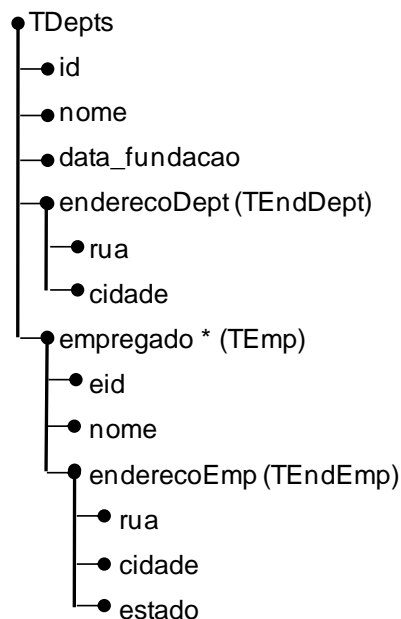 TDepts
id
nome
data_fundacao
enderecoDept (TEndDept)
rua
cidade
empregado * (TEmp)
eid
nome
enderecoEmp (TEndEmp)
rua
cidade
estado